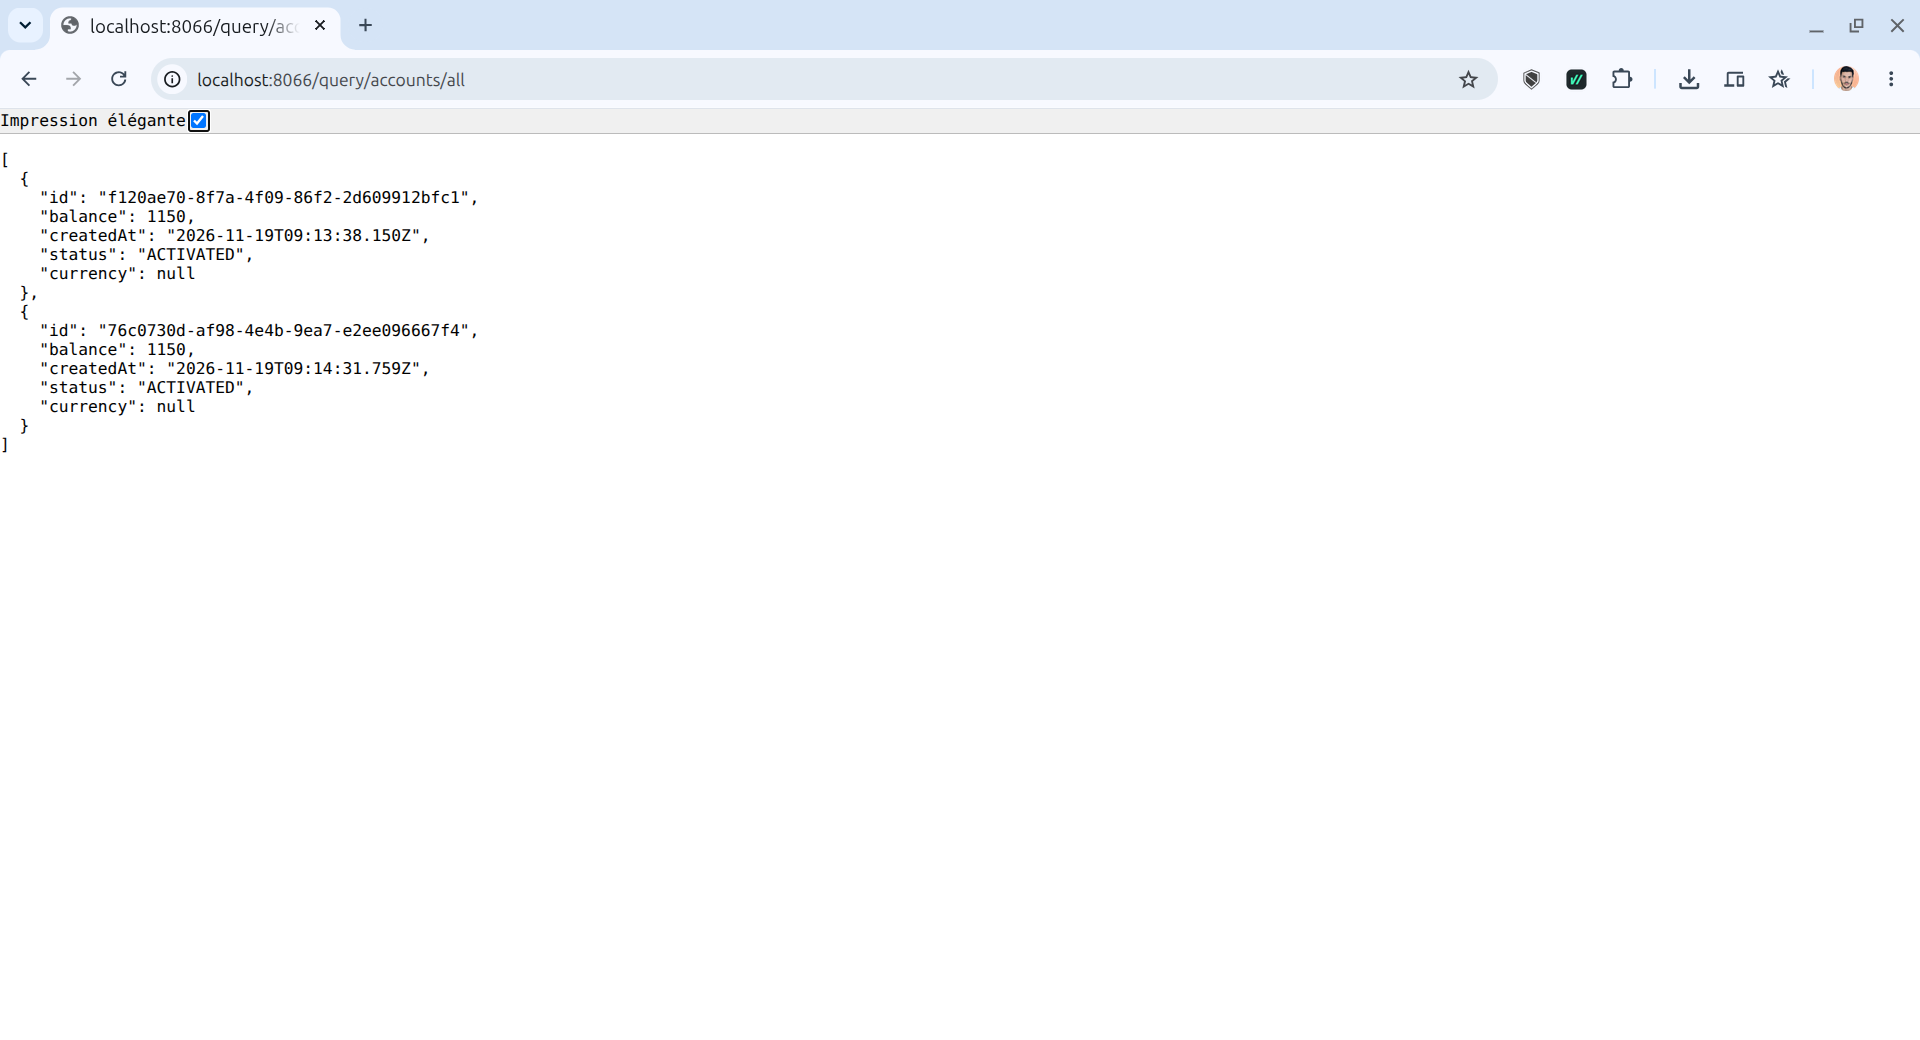 localhost:8066/query/acc
localhost:8066/query/accounts/all
Impression élégante
[
  {
    "id": "f120ae70-8f7a-4f09-86f2-2d609912bfc1",
    "balance": 1150,
    "createdAt": "2026-11-19T09:13:38.150Z",
    "status": "ACTIVATED",
    "currency": null
  },
  {
    "id": "76c0730d-af98-4e4b-9ea7-e2ee096667f4",
    "balance": 1150,
    "createdAt": "2026-11-19T09:14:31.759Z",
    "status": "ACTIVATED",
    "currency": null
  }
]